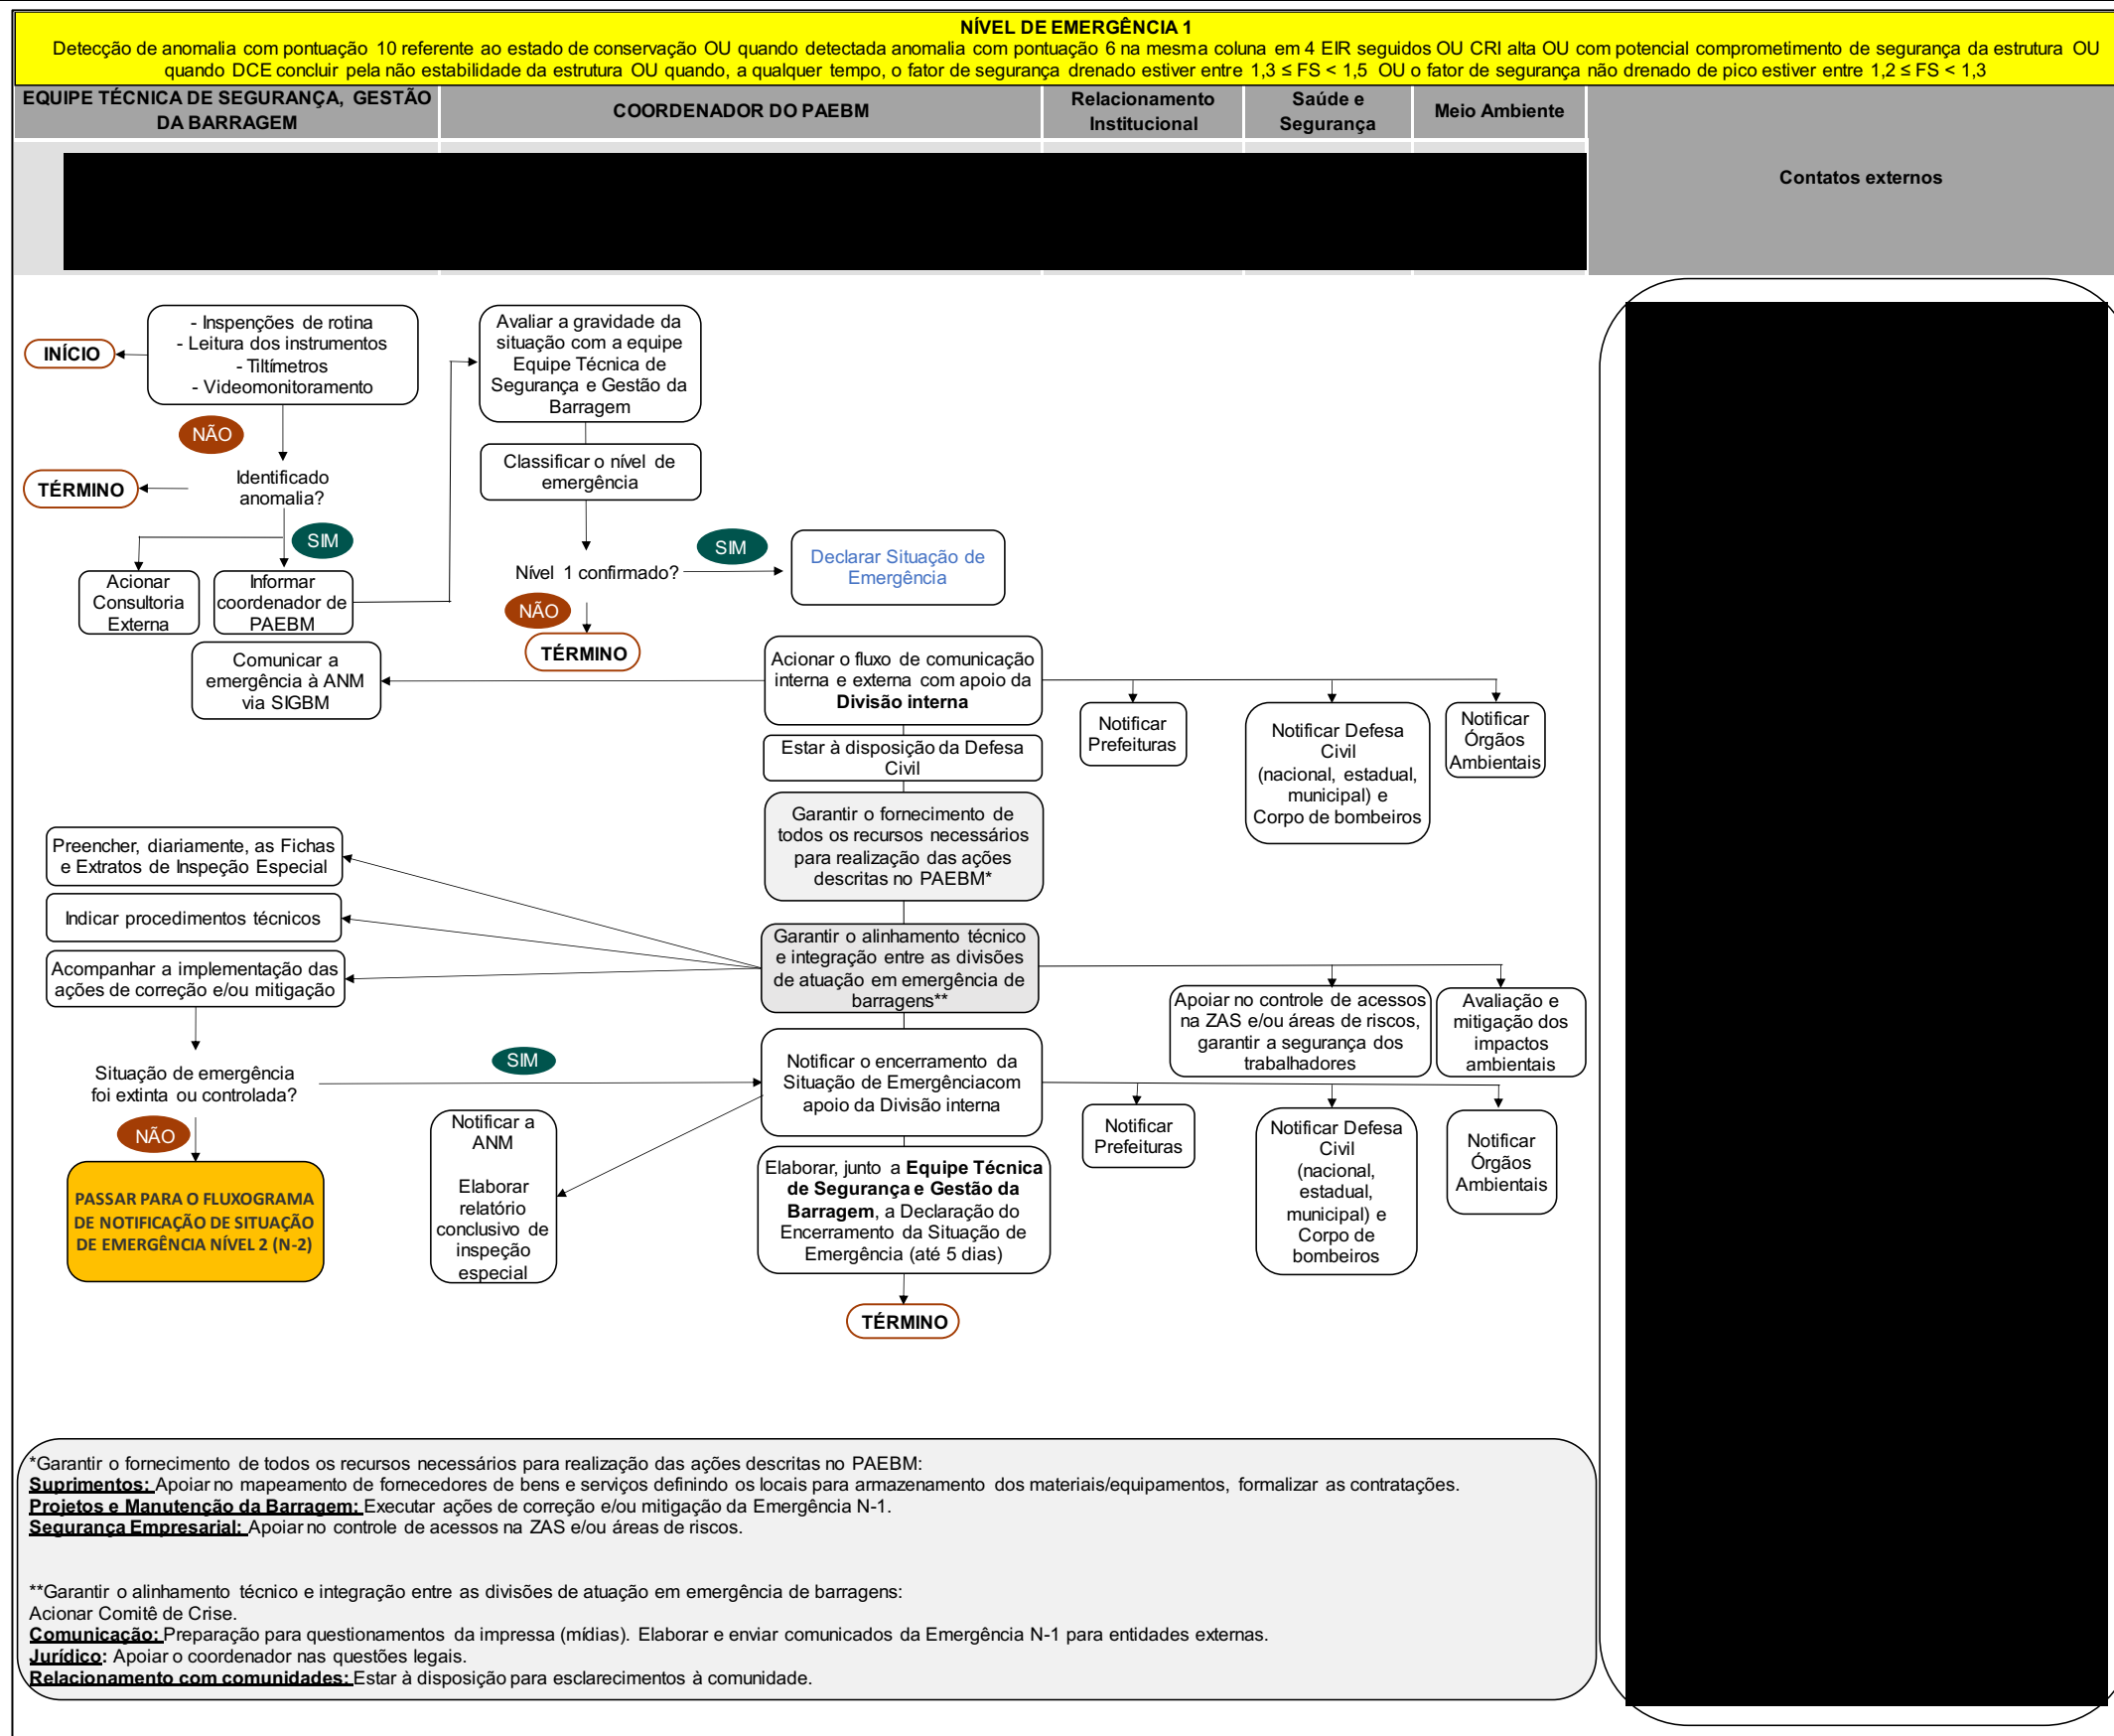 NÍVEL DE EMERGÊNCIA 1
Detecção de anomalia com pontuação 10 referente ao estado de conservação OU quando detectada anomalia com pontuação 6 na mesma coluna em 4 EIR seguidos OU CRI alta OU com potencial comprometimento de segurança da estrutura OU
quando DCE concluir pela não estabilidade da estrutura OU quando, a qualquer tempo, o fator de segurança drenado estiver entre 1,3 ≤ FS < 1,5 OU o fator de segurança não drenado de pico estiver entre 1,2 ≤ FS < 1,3
EQUIPE TÉCNICA DE SEGURANÇA, GESTÃO
DA BARRAGEM
COORDENADOR DO PAEBM
Relacionamento
Institucional
Saúde e
Segurança
Meio Ambiente
Contatos externos
INÍCIO
- Inspenções de rotina
- Leitura dos instrumentos
- Tiltímetros
- Videomonitoramento
NÃO
TÉRMINO
Identificado
anomalia?
SIM
Acionar
Consultoria
Externa
Informar
coordenador de
PAEBM
Avaliar a gravidade da
situação com a equipe
Equipe Técnica de
Segurança e Gestão da
Barragem
Classificar o nível de
emergência
Nível 1 confirmado?
SIM
Declarar Situação de
Emergência
NÃO
TÉRMINO
Comunicar a
emergência à ANM
via SIGBM
Acionar o fluxo de comunicação
interna e externa com apoio da
Divisão interna
Notificar
Prefeituras
Notificar Defesa
Civil
(nacional, estadual,
municipal) e
Corpo de bombeiros
Notificar
Órgãos
Ambientais
Estar à disposição da Defesa
Civil
Garantir o fornecimento de
todos os recursos necessários
para realização das ações
descritas no PAEBM*
Preencher, diariamente, as Fichas
e Extratos de Inspeção Especial
Indicar procedimentos técnicos
Acompanhar a implementação das
ações de correção e/ou mitigação
Garantir o alinhamento técnico
e integração entre as divisões
de atuação em emergência de
barragens**
Apoiar no controle de acessos
na ZAS e/ou áreas de riscos,
garantir a segurança dos
trabalhadores
Avaliação e
mitigação dos
impactos
ambientais
Situação de emergência
foi extinta ou controlada?
SIM
Notificar o encerramento da
Situação de Emergênciacom
apoio da Divisão interna
NÃO
PASSAR PARA O FLUXOGRAMA
DE NOTIFICAÇÃO DE SITUAÇÃO
DE EMERGÊNCIA NÍVEL 2 (N-2)
Notificar a
ANM
Elaborar
relatório
conclusivo de
inspeção
especial
Elaborar, junto a Equipe Técnica
de Segurança e Gestão da
Barragem, a Declaração do
Encerramento da Situação de
Emergência (até 5 dias)
Notificar
Prefeituras
Notificar Defesa
Civil
(nacional,
estadual,
municipal) e
Corpo de
bombeiros
Notificar
Órgãos
Ambientais
TÉRMINO
*Garantir o fornecimento de todos os recursos necessários para realização das ações descritas no PAEBM:
Suprimentos: Apoiar no mapeamento de fornecedores de bens e serviços definindo os locais para armazenamento dos materiais/equipamentos, formalizar as contratações.
Projetos e Manutenção da Barragem: Executar ações de correção e/ou mitigação da Emergência N-1.
Segurança Empresarial: Apoiar no controle de acessos na ZAS e/ou áreas de riscos.
**Garantir o alinhamento técnico e integração entre as divisões de atuação em emergência de barragens:
Acionar Comitê de Crise.
Comunicação: Preparação para questionamentos da impressa (mídias). Elaborar e enviar comunicados da Emergência N-1 para entidades externas.
Jurídico: Apoiar o coordenador nas questões legais.
Relacionamento com comunidades: Estar à disposição para esclarecimentos à comunidade.